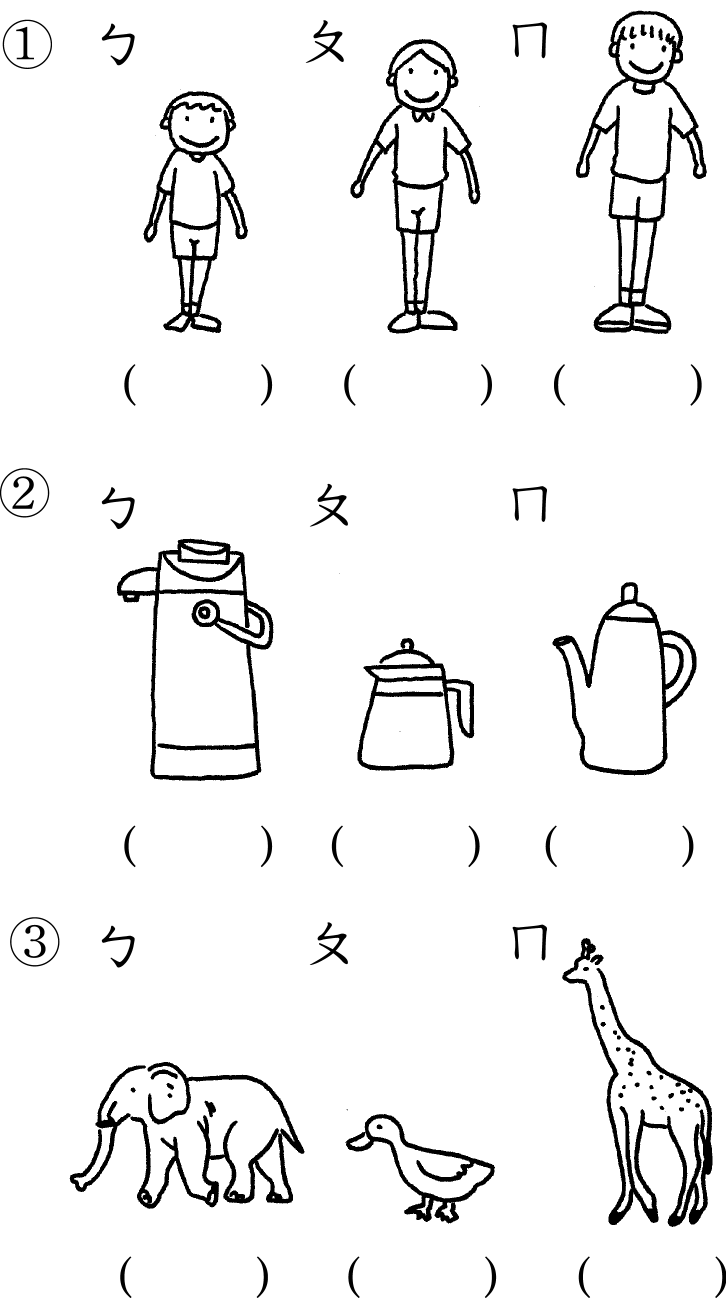 ① ㄅ ㄆ ㄇ
( ) ( ) ( )
② ㄅ ㄆ ㄇ
( ) ( ) ( )
③ ㄅ ㄆ ㄇ
( ) ( ) ( )